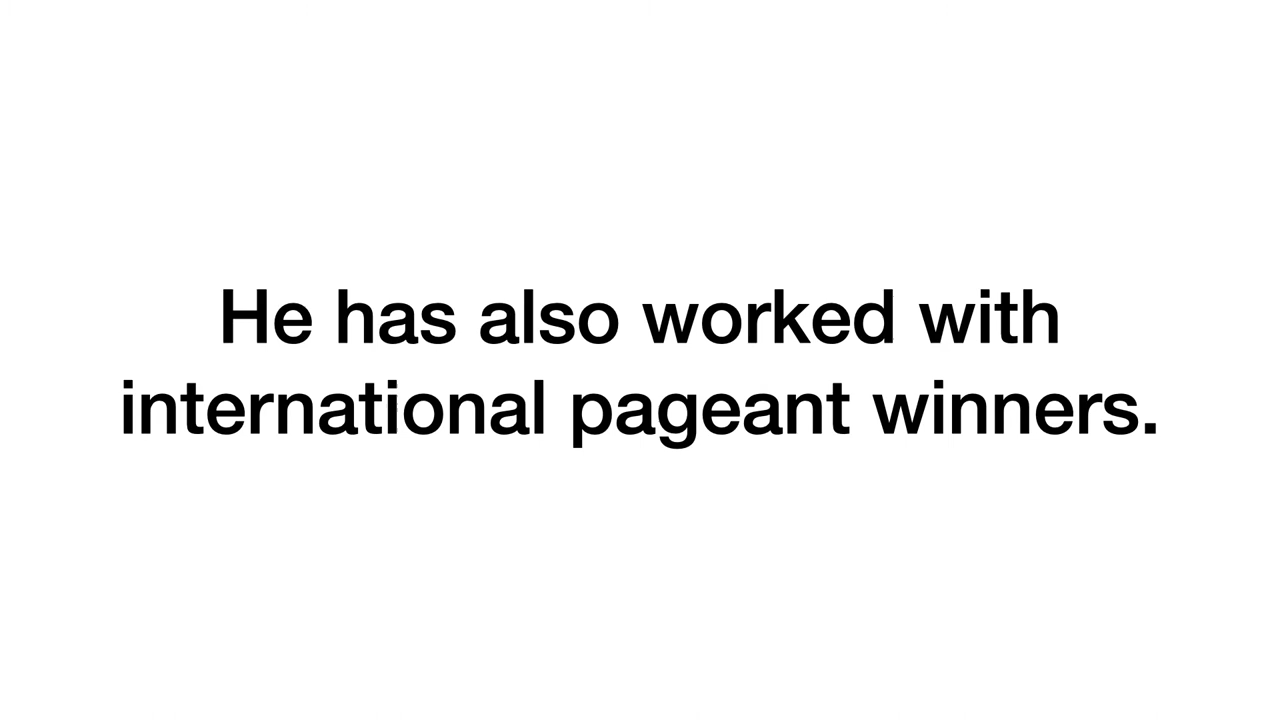 He has also worked with
international pageant winners.